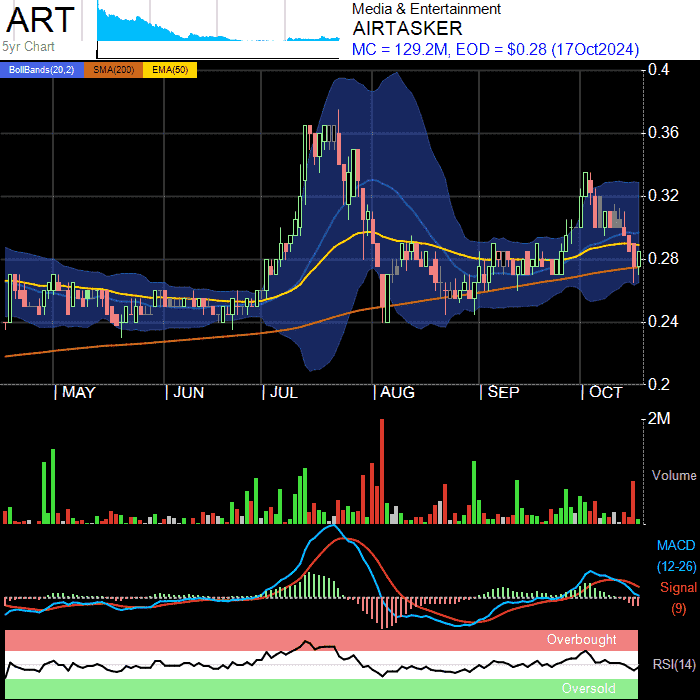 ART
5yr Chart
Media & Entertainment
AIRTASKER
MC = 129.2M, EOD = $0.28 (17Oct2024)
BollBands(20,2) SMA(200) EMA(50)
0.4
0.36
0.32
0.28
0.24
0.2
MAY JUN JUL AUG SEP OCT
2M
Volume
MACD
(12-26)
Signal
(9)
Overbought
RSI(14)
Oversold